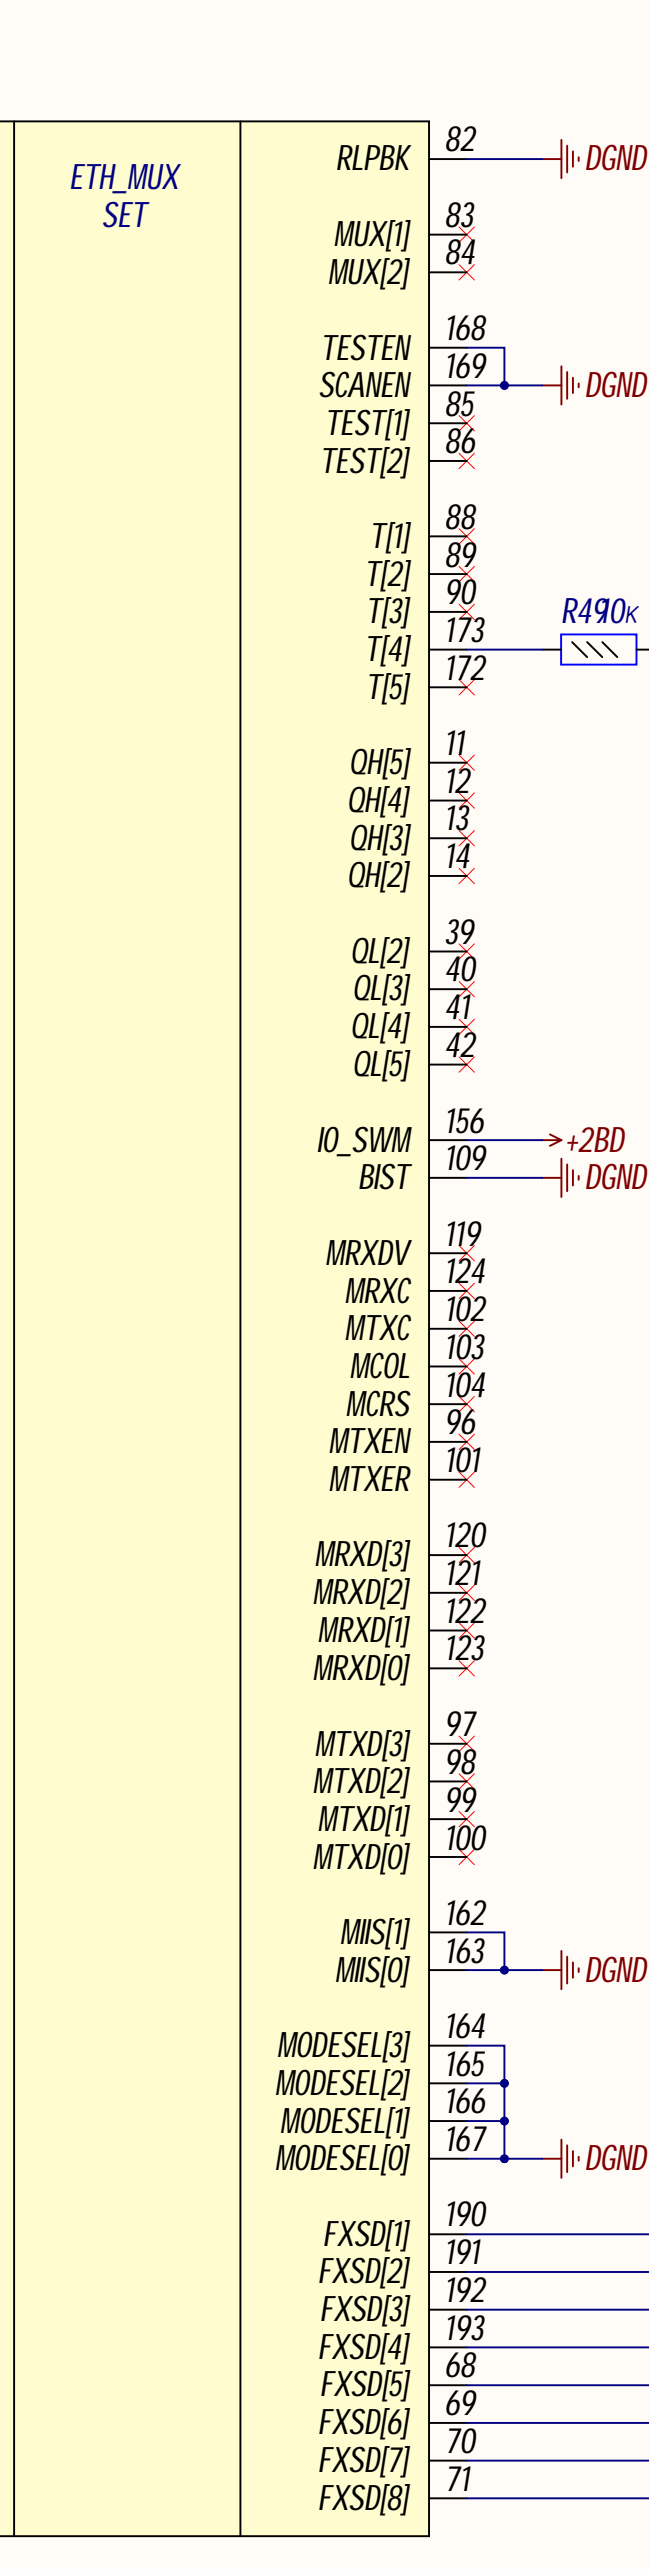 ETH_MUX
SET
RLPBK 82 DGND
MUX[1] 83
MUX[2] 84
TESTEN 168
SCANEN 169 DGND
TEST[1] 85
TEST[2] 86
T[1] 88
T[2] 89
T[3] 90
T[4] 173 R49 10к
T[5] 172
QH[5] 11
QH[4] 12
QH[3] 13
QH[2] 14
QL[2] 39
QL[3] 40
QL[4] 41
QL[5] 42
IO_SWM 156 +2BD
BIST 109 DGND
MRXDV 119
MRXC 124
MTXC 102
MCOL 103
MCRS 104
MTXEN 96
MTXER 101
MRXD[3] 120
MRXD[2] 121
MRXD[1] 122
MRXD[0] 123
MTXD[3] 97
MTXD[2] 98
MTXD[1] 99
MTXD[0] 100
MIIS[1] 162
MIIS[0] 163 DGND
MODESEL[3] 164
MODESEL[2] 165
MODESEL[1] 166
MODESEL[0] 167 DGND
FXSD[1] 190
FXSD[2] 191
FXSD[3] 192
FXSD[4] 193
FXSD[5] 68
FXSD[6] 69
FXSD[7] 70
FXSD[8] 71